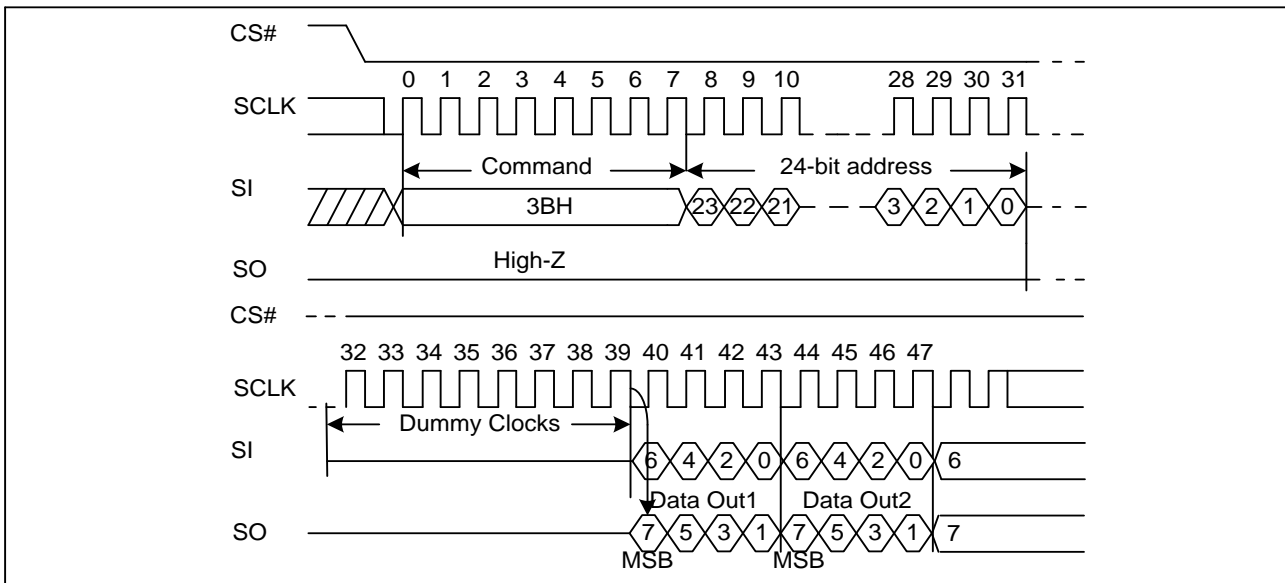 CS#
0 1 2 3 4 5 6 7 8 9 10 28 29 30 31
SCLK
Command 24-bit address
SI
3BH 23 22 21 3 2 1 0
High-Z
SO
CS#
32 33 34 35 36 37 38 39 40 41 42 43 44 45 46 47
SCLK
Dummy Clocks
SI
6 4 2 0 6 4 2 0 6
Data Out1 Data Out2
SO
7 5 3 1 7 5 3 1 7
MSB MSB